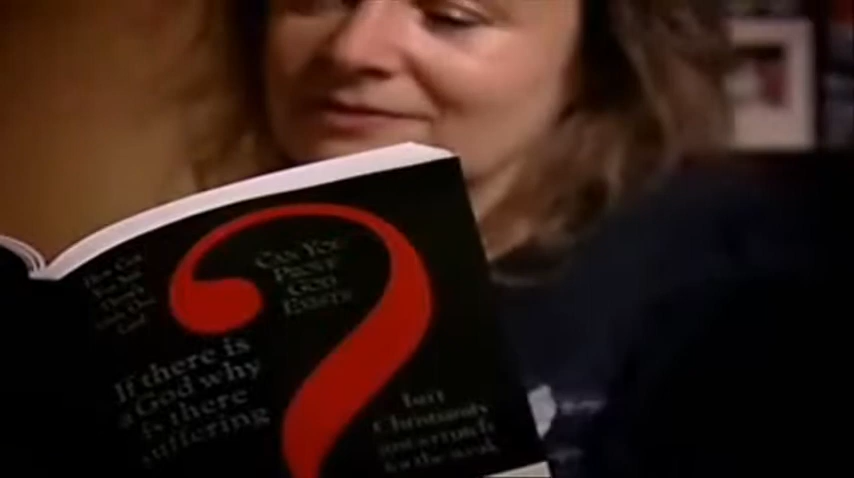 Can You
Prove
God
Exists
If there is
a God why
is there
suffering
Isn't
Christianity
just a crutch
for the weak